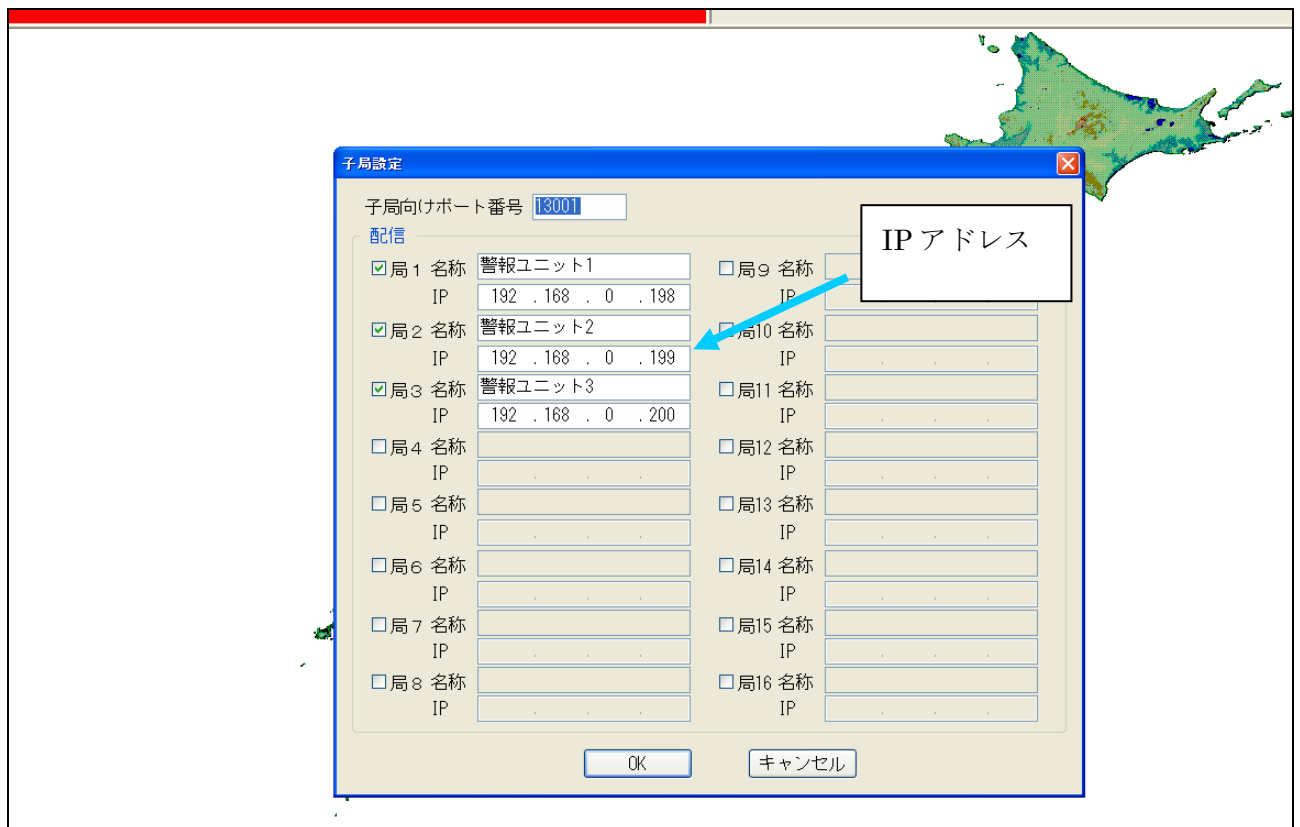 子局設定
子局向けポート番号 13001
IPアドレス
配信
局1 名称 警報ユニット1
IP 192 . 168 . 0 . 198
局2 名称 警報ユニット2
IP 192 . 168 . 0 . 199
局3 名称 警報ユニット3
IP 192 . 168 . 0 . 200
局4 名称
IP . . .
局5 名称
IP . . .
局6 名称
IP . . .
局7 名称
IP . . .
局8 名称
IP . . .
局9 名称
IP
局10 名称
IP . . .
局11 名称
IP . . .
局12 名称
IP . . .
局13 名称
IP . . .
局14 名称
IP . . .
局15 名称
IP . . .
局16 名称
IP . . .
OK キャンセル